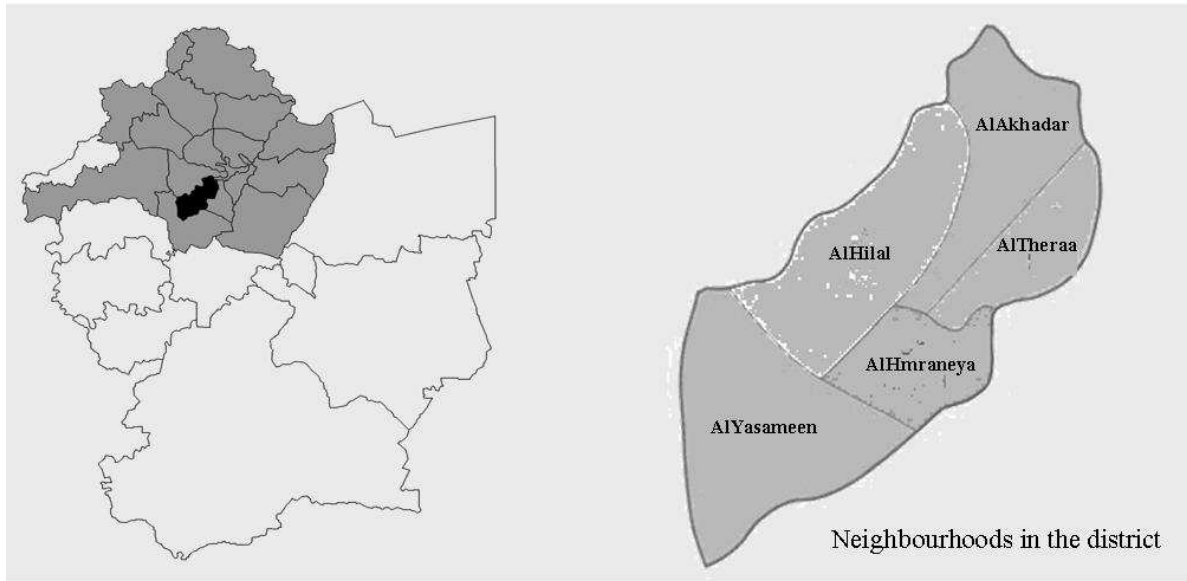 AlAkhadar
AlTheraa
AlHilal
AlHmraneya
AlYasameen
Neighbourhoods in the district